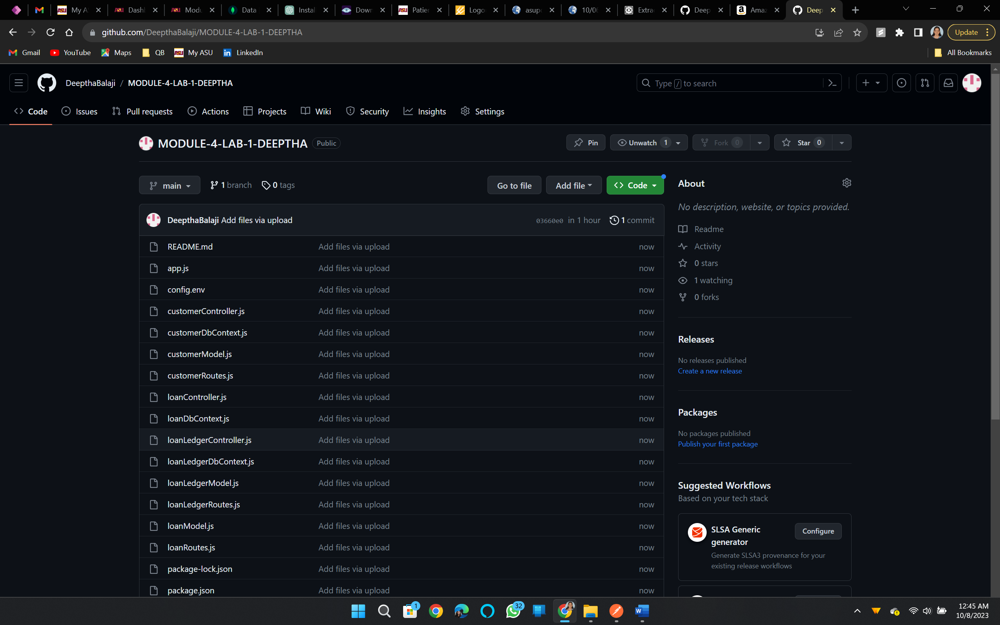 My A
Dash
Modu
Data
Instal
Down
Patien
Logo
asupo
10/06
Extra
Deep
Amaz
Deep
github.com/DeepthaBalaji/MODULE-4-LAB-1-DEEPTHA
Update
Gmail
YouTube
Maps
QB
My ASU
LinkedIn
All Bookmarks
DeepthaBalaji / MODULE-4-LAB-1-DEEPTHA
Type / to search
Code
Issues
Pull requests
Actions
Projects
Wiki
Security
Insights
Settings
MODULE-4-LAB-1-DEEPTHA Public
Pin
Unwatch 1
Fork 0
Star 0
main
1 branch
0 tags
Go to file
Add file
Code
DeepthaBalaji Add files via upload
03660e0 in 1 hour
1 commit
README.md Add files via upload now
app.js Add files via upload now
config.env Add files via upload now
customerController.js Add files via upload now
customerDbContext.js Add files via upload now
customerModel.js Add files via upload now
customerRoutes.js Add files via upload now
loanController.js Add files via upload now
loanDbContext.js Add files via upload now
loanLedgerController.js Add files via upload now
loanLedgerDbContext.js Add files via upload now
loanLedgerModel.js Add files via upload now
loanLedgerRoutes.js Add files via upload now
loanModel.js Add files via upload now
loanRoutes.js Add files via upload now
package-lock.json Add files via upload now
package.json Add files via upload now
About
No description, website, or topics provided.
Readme
Activity
0 stars
1 watching
0 forks
Releases
No releases published
Create a new release
Packages
No packages published
Publish your first package
Suggested Workflows
Based on your tech stack
SLSA Generic
generator
Configure
Generate SLSA3 provenance for your
existing release workflows
1
32
12:45 AM
10/8/2023